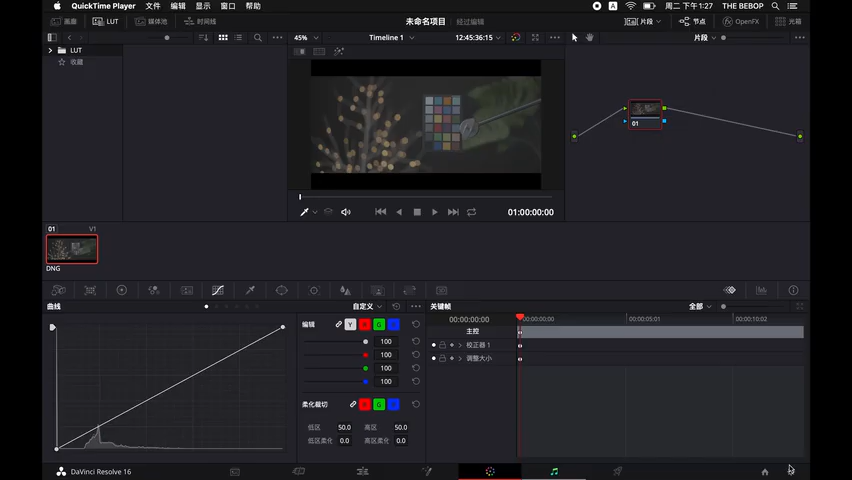 QuickTime Player 文件 编辑 显示 窗口 帮助 A 周二下午1:27 THE BEBOP
画廊 LUT 媒体池 时间线 未命名项目 经过编辑 片段 节点 OpenFX 光箱
45% Timeline 1 12:45:36:15 片段
LUT
收藏
01
01:00:00:00
01 V1
DNG
曲线 自定义 关键帧 全部
编辑 Y R G B
00:00:00:00 00:00:00:00 00:00:05:01 00:00:10:02
主控
100
校正器 1
100
调整大小
100
100
柔化裁切 R G B
低区 50.0 高区 50.0
低区柔化 0.0 高区柔化 0.0
DaVinci Resolve 16